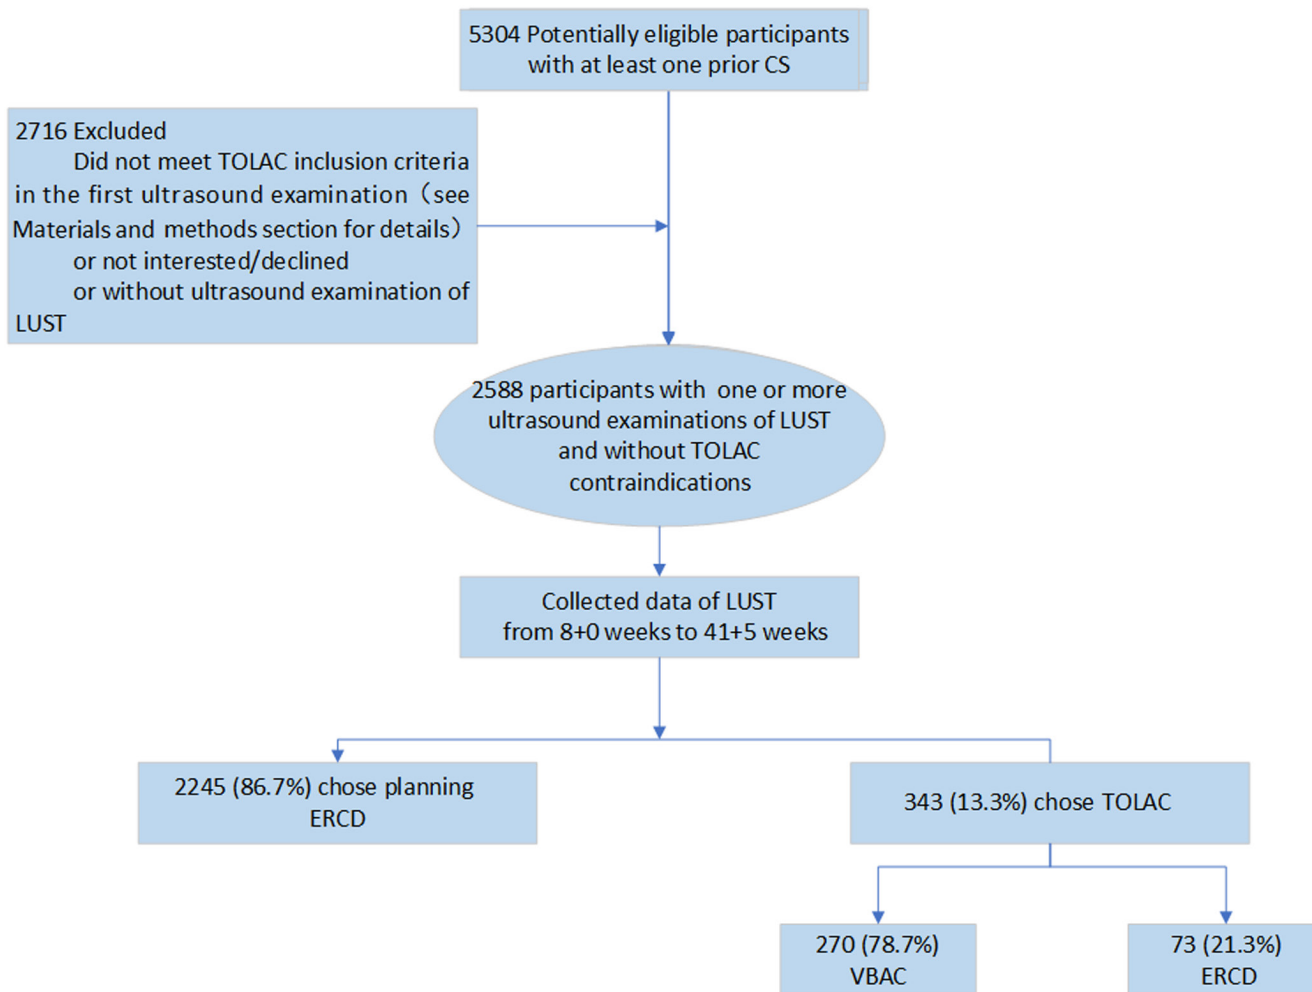 5304 Potentially eligible participants
with at least one prior CS
2716 Excluded
Did not meet TOLAC inclusion criteria
in the first ultrasound examination（see
Materials and methods section for details）
or not interested/declined
or without ultrasound examination of
LUST
2588 participants with one or more
ultrasound examinations of LUST
and without TOLAC
contraindications
Collected data of LUST
from 8+0 weeks to 41+5 weeks
2245 (86.7%) chose planning
ERCD
343 (13.3%) chose TOLAC
270 (78.7%)
VBAC
73 (21.3%)
ERCD